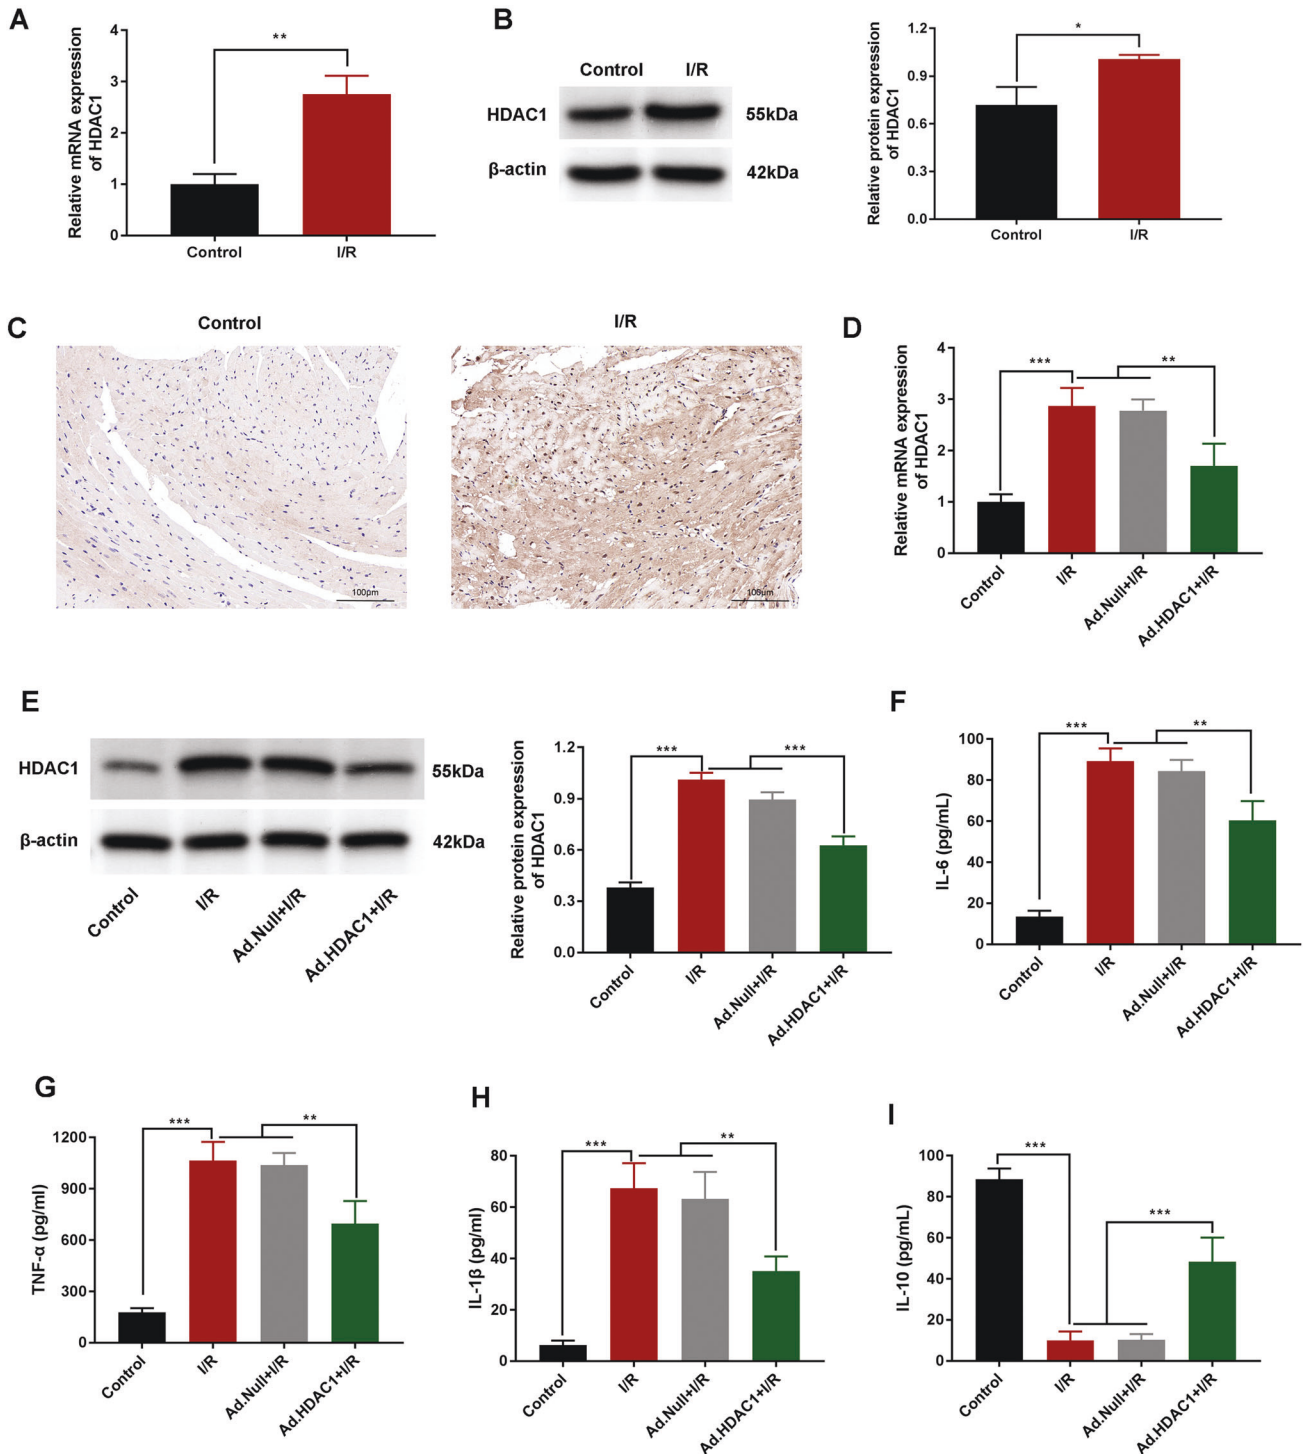 A
Relative mRNA expression
of HDAC1
4
3
2
1
0
**
Control
I/R
B
Control
I/R
HDAC1
55kDa
β-actin
42kDa
Relative protein expression
of HDAC1
1.2
0.9
0.6
0.3
0.0
*
Control
I/R
C
Control
I/R
100μm
100μm
D
Relative mRNA expression
of HDAC1
4
3
2
1
0
***
**
Control
I/R
Ad.Null+I/R
Ad.HDAC1+I/R
E
HDAC1
55kDa
β-actin
42kDa
Control
I/R
Ad.Null+I/R
Ad.HDAC1+I/R
Relative protein expression
of HDAC1
1.2
0.9
0.6
0.3
0.0
***
***
Control
I/R
Ad.Null+I/R
Ad.HDAC1+I/R
F
IL-6 (pg/mL)
100
80
60
40
20
0
***
**
Control
I/R
Ad.Null+I/R
Ad.HDAC1+I/R
G
TNF-α (pg/ml)
1200
900
600
300
0
***
**
Control
I/R
Ad.Null+I/R
Ad.HDAC1+I/R
H
IL-1β (pg/ml)
80
60
40
20
0
***
**
Control
I/R
Ad.Null+I/R
Ad.HDAC1+I/R
I
IL-10 (pg/mL)
100
80
60
40
20
0
***
***
Control
I/R
Ad.Null+I/R
Ad.HDAC1+I/R